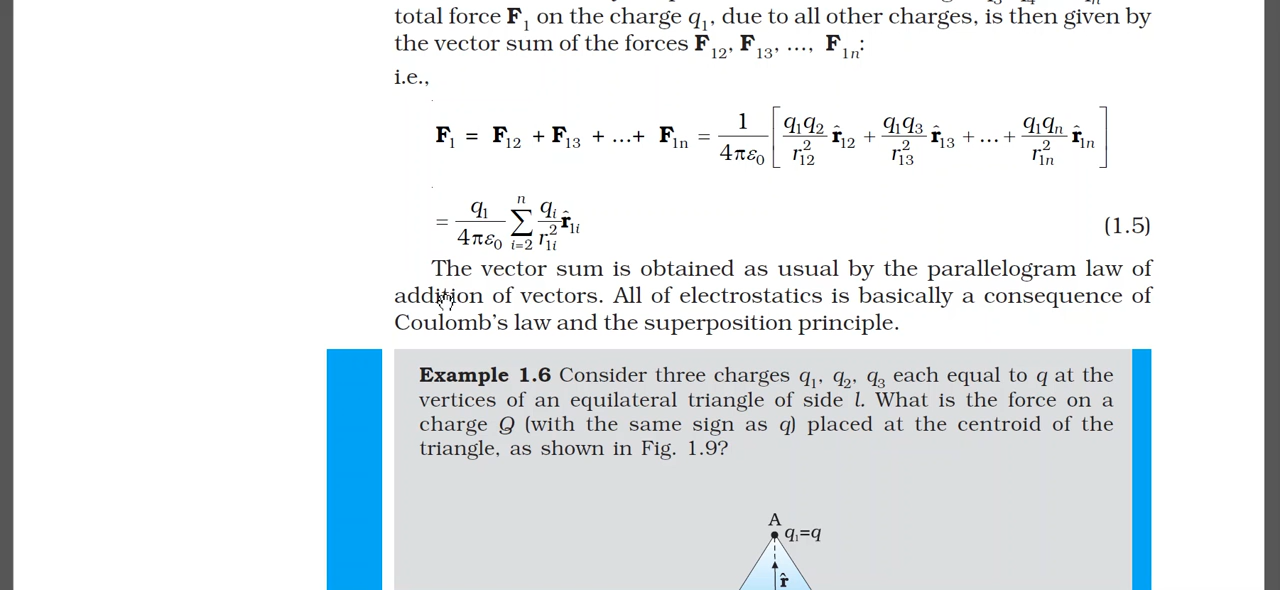 total force F₁ on the charge q₁, due to all other charges, is then given by
the vector sum of the forces F₁₂, F₁₃, ..., F₁ₙ:
i.e.,
F₁ = F₁₂ + F₁₃ + ...+ F₁ₙ = 1/4πε₀ [ q₁q₂/r₁₂² r̂₁₂ + q₁q₃/r₁₃² r̂₁₃ + ... + q₁qₙ/r₁ₙ² r̂₁ₙ ]
= q₁/4πε₀ ∑ᵢ₌₂ⁿ qᵢ/r₁ᵢ² r̂₁ᵢ (1.5)
The vector sum is obtained as usual by the parallelogram law of
addition of vectors. All of electrostatics is basically a consequence of
Coulomb's law and the superposition principle.
Example 1.6 Consider three charges q₁, q₂, q₃ each equal to q at the
vertices of an equilateral triangle of side l. What is the force on a
charge Q (with the same sign as q) placed at the centroid of the
triangle, as shown in Fig. 1.9?
A
q₁=q
r̂